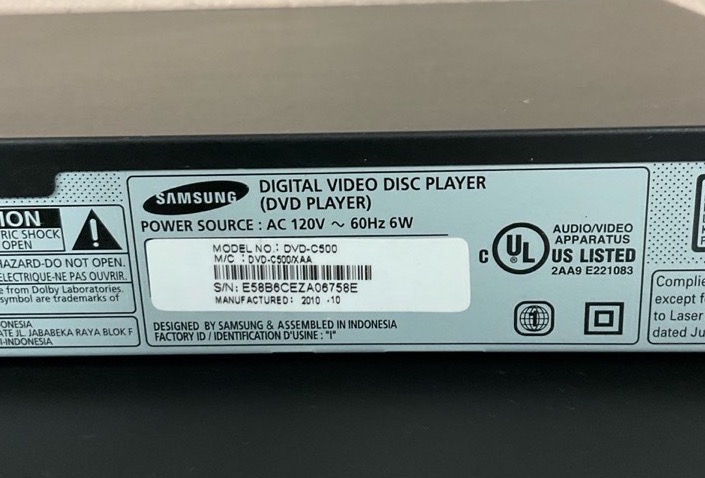 SAMSUNG
DIGITAL VIDEO DISC PLAYER
(DVD PLAYER)
POWER SOURCE : AC 120V ~ 60Hz 6W
MODEL NO.: DVD-C500
M/C : DVD-C500/XAA
S/N: E58B6CEZA06758E
MANUFACTURED: 2010 -10
DESIGNED BY SAMSUNG & ASSEMBLED IN INDONESIA
FACTORY ID / IDENTIFICATION D'USINE : "I"
C UL US LISTED
AUDIO/VIDEO
APPARATUS
2AA9 E221083
1
ION
RIC SHOCK
OPEN
HAZARD-DO NOT OPEN.
ELECTRIQUE-NE PAS OUVRIR.
e from Dolby Laboratories.
symbol are trademarks of
ONESIA
ATE JL. JABABEKA RAYA BLOK F
I-INDONESIA
Complie
except f
to Laser
dated Ju